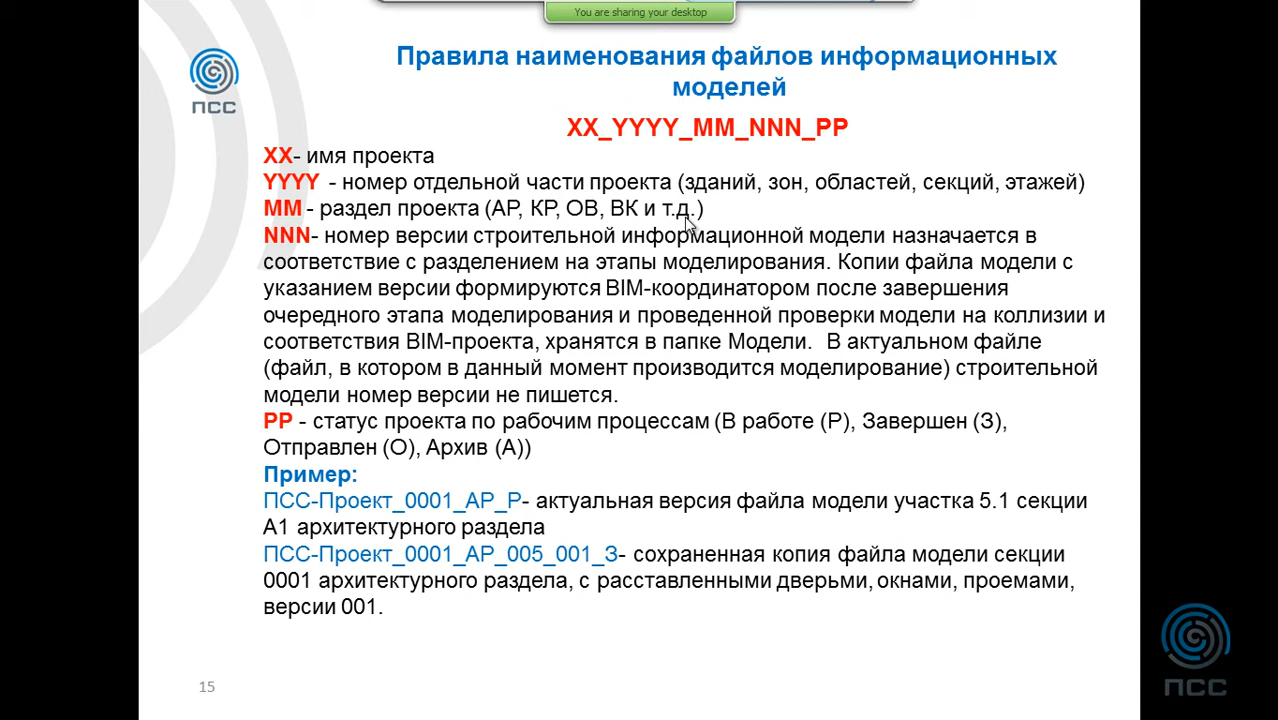 You are sharing your desktop
Правила наименования файлов информационных
моделей
ПСС
XX_YYYY_MM_NNN_PP
XX- имя проекта
YYYY - номер отдельной части проекта (зданий, зон, областей, секций, этажей)
MM - раздел проекта (АР, КР, ОВ, ВК и т.д.)
NNN- номер версии строительной информационной модели назначается в
соответствие с разделением на этапы моделирования. Копии файла модели с
указанием версии формируются BIM-координатором после завершения
очередного этапа моделирования и проведенной проверки модели на коллизии и
соответствия BIM-проекта, хранятся в папке Модели. В актуальном файле
(файл, в котором в данный момент производится моделирование) строительной
модели номер версии не пишется.
PP - статус проекта по рабочим процессам (В работе (Р), Завершен (З),
Отправлен (О), Архив (А))
Пример:
ПСС-Проект_0001_АР_Р- актуальная версия файла модели участка 5.1 секции
А1 архитектурного раздела
ПСС-Проект_0001_АР_005_001_З- сохраненная копия файла модели секции
0001 архитектурного раздела, с расставленными дверьми, окнами, проемами,
версии 001.
15
ПСС